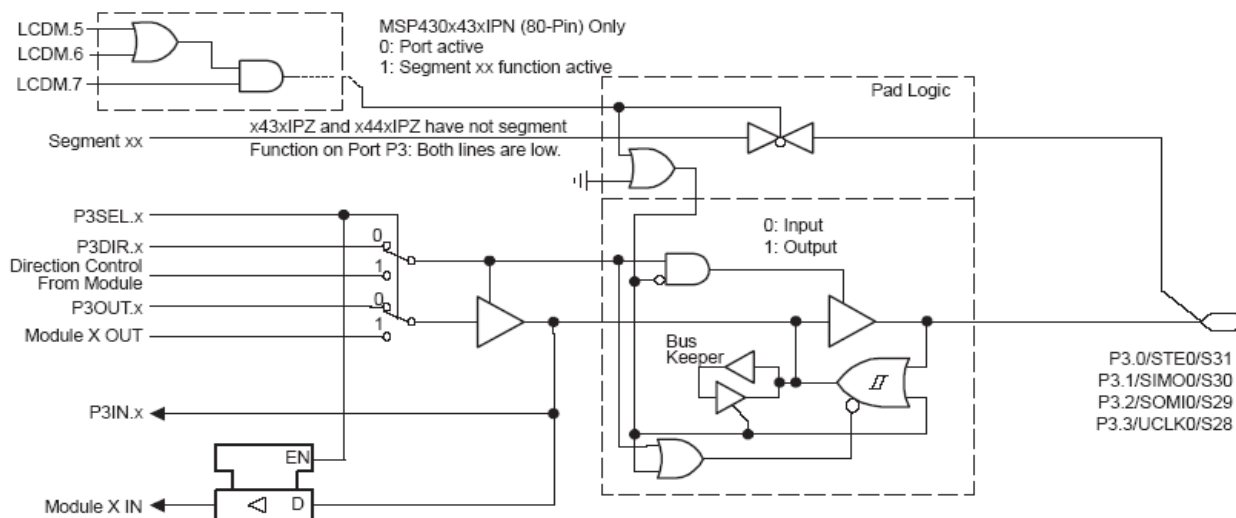 LCDM.5
LCDM.6
LCDM.7
MSP430x43xIPN (80-Pin) Only
0: Port active
1: Segment xx function active
Pad Logic
Segment xx
x43xIPZ and x44xIPZ have not segment
Function on Port P3: Both lines are low.
P3SEL.x
P3DIR.x
0
Direction Control
From Module
1
P3OUT.x
0
Module X OUT
1
0: Input
1: Output
Bus
Keeper
P3IN.x
EN
Module X IN
D
P3.0/STE0/S31
P3.1/SIMO0/S30
P3.2/SOMI0/S29
P3.3/UCLK0/S28